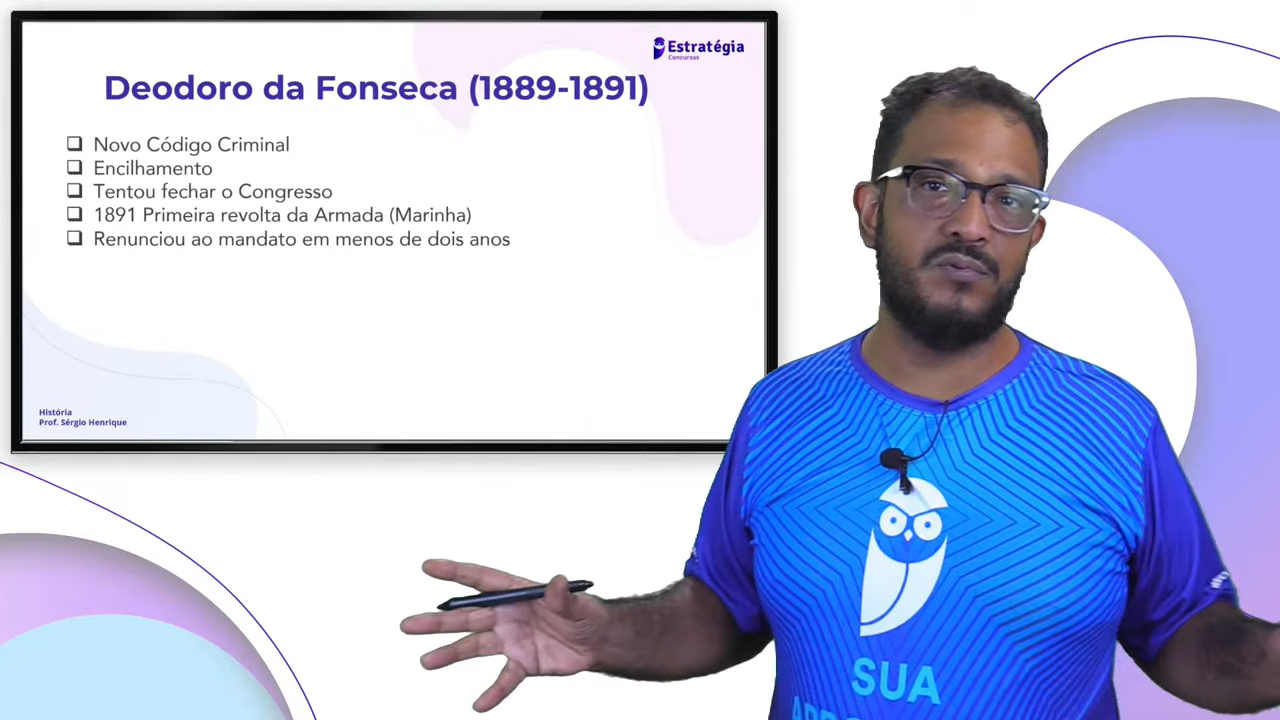 Estratégia
Concursos
Deodoro da Fonseca (1889-1891)
❑ Novo Código Criminal
❑ Encilhamento
❑ Tentou fechar o Congresso
❑ 1891 Primeira revolta da Armada (Marinha)
❑ Renunciou ao mandato em menos de dois anos
História
Prof. Sérgio Henrique
SUA